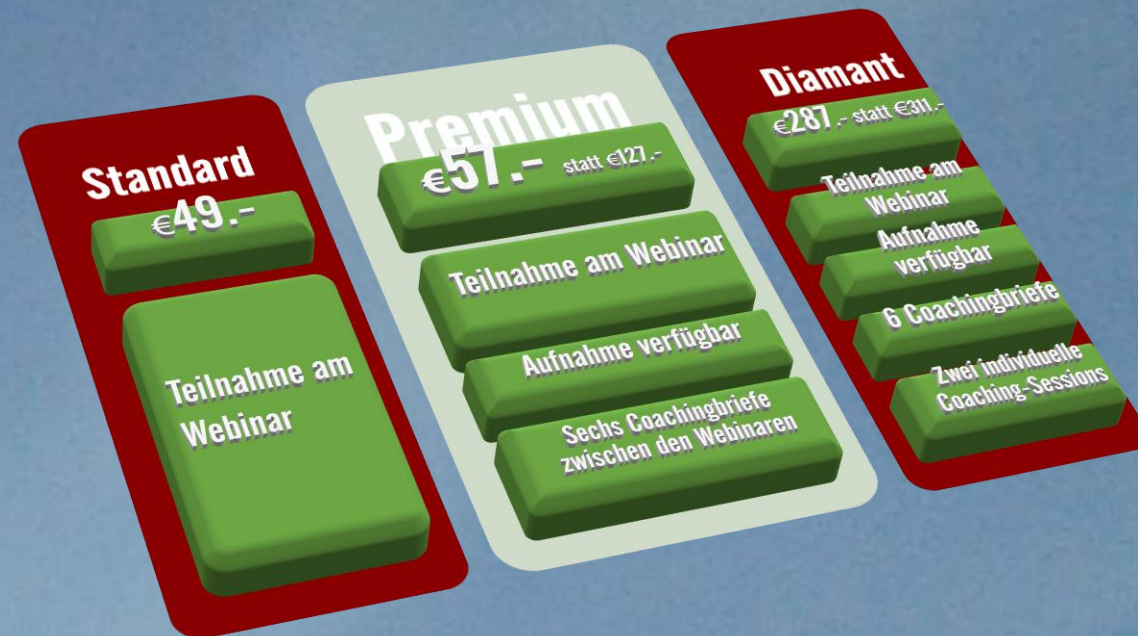 Standard
€49.-
Teilnahme am
Webinar
Premium
€57.- statt €127,-
Teilnahme am Webinar
Aufnahme verfügbar
Sechs Coachingbriefe
zwischen den Webinaren
Diamant
€287.- statt €311.-
Teilnahme am
Webinar
Aufnahme
verfügbar
6 Coachingbriefe
Zwei individuelle
Coaching-Sessions